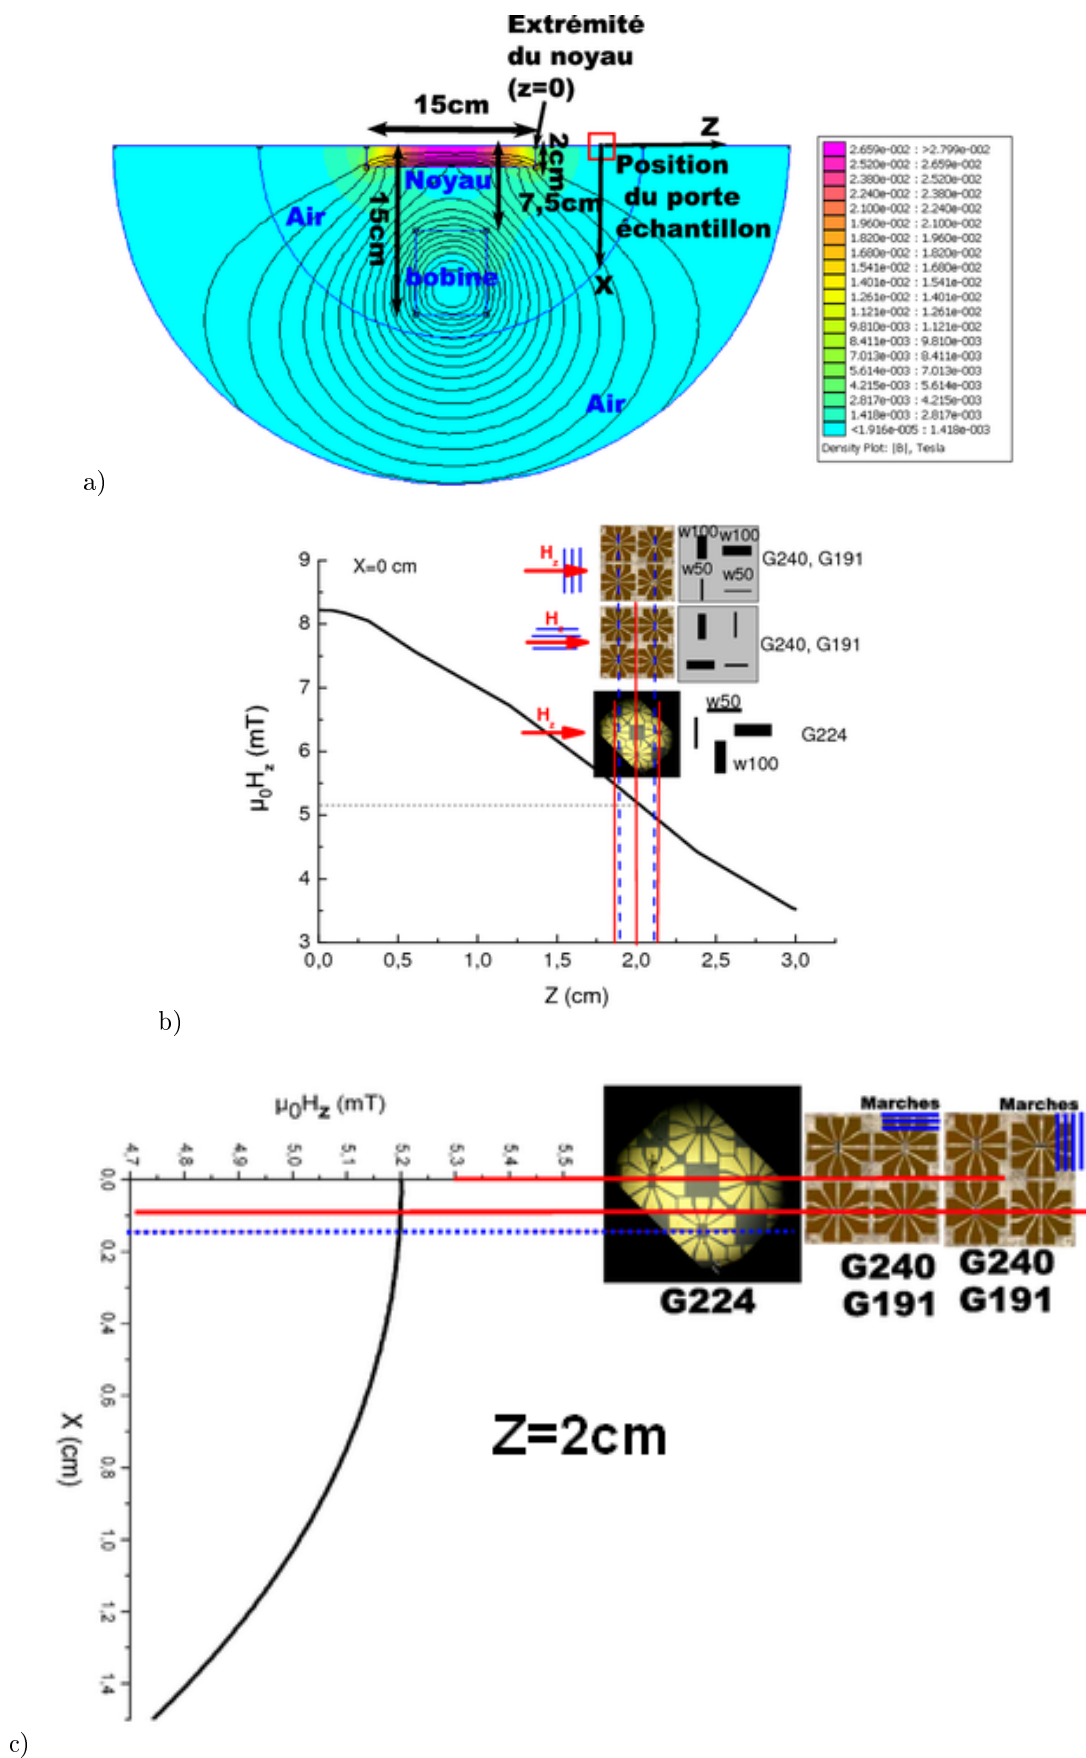 Extrémité
du noyau
(z=0)
15cm
Z
2cm
Noyau
Position
du porte
échantillon
7,5cm
15cm
Air
bobine
X
Air
2.659e-002 : >2.799e-002
2.520e-002 : 2.659e-002
2.380e-002 : 2.520e-002
2.240e-002 : 2.380e-002
2.100e-002 : 2.240e-002
1.960e-002 : 2.100e-002
1.820e-002 : 1.960e-002
1.680e-002 : 1.820e-002
1.541e-002 : 1.680e-002
1.401e-002 : 1.541e-002
1.261e-002 : 1.401e-002
1.121e-002 : 1.261e-002
9.810e-003 : 1.121e-002
8.411e-003 : 9.810e-003
7.013e-003 : 8.411e-003
5.614e-003 : 7.013e-003
4.215e-003 : 5.614e-003
2.817e-003 : 4.215e-003
1.418e-003 : 2.817e-003
<1.916e-005 : 1.418e-003
Density Plot: |B|, Tesla
a)
X=0 cm
9
8
7
6
5
4
3
μ0Hz (mT)
0,0 0,5 1,0 1,5 2,0 2,5 3,0
Z (cm)
Hz
w100 w100
w50 w50
G240, G191
Hz
G240, G191
Hz
w50
w100
G224
b)
μ0Hz (mT)
4,7 4,8 4,9 5,0 5,1 5,2 5,3 5,4 5,5
0,0
0,2
0,4
0,6
0,8
1,0
1,2
1,4
X (cm)
Z=2cm
Marches
Marches
G224
G240
G191
G240
G191
c)